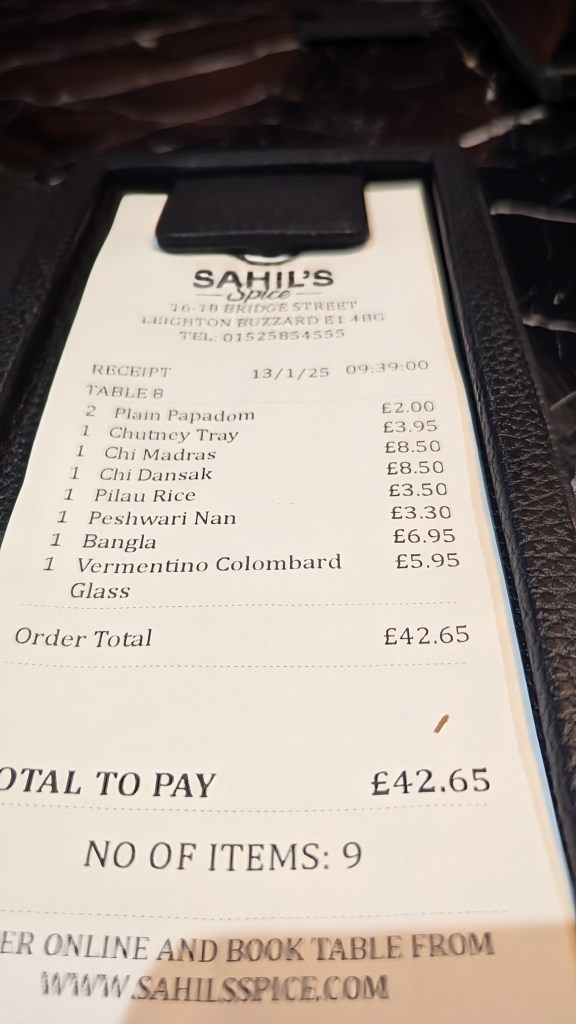 SAHIL'S
Spice
16-18 BRIDGE STREET
LEIGHTON BUZZARD
TEL: 01525854555
RECEIPT 13/1/25 09:39:00
TABLE 8
2 Plain Papadom £2.00
1 Chutney Tray £3.95
1 Chi Madras £8.50
1 Chi Dansak £8.50
1 Pilau Rice £3.50
1 Peshwari Nan £3.30
1 Bangla £6.95
1 Vermentino Colombard £5.95
Glass
Order Total £42.65
OTAL TO PAY £42.65
NO OF ITEMS: 9
ER ONLINE AND BOOK TABLE FROM
WWW.SAHILSSPICE.COM